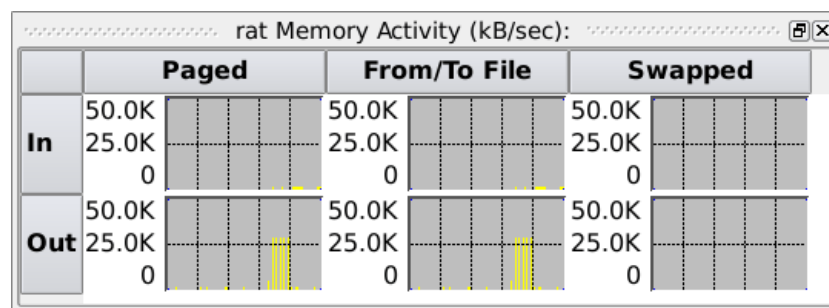 rat Memory Activity (kB/sec):
Paged From/To File Swapped
In
50.0K 50.0K 50.0K
25.0K 25.0K 25.0K
0 0 0
Out
50.0K 50.0K 50.0K
25.0K 25.0K 25.0K
0 0 0